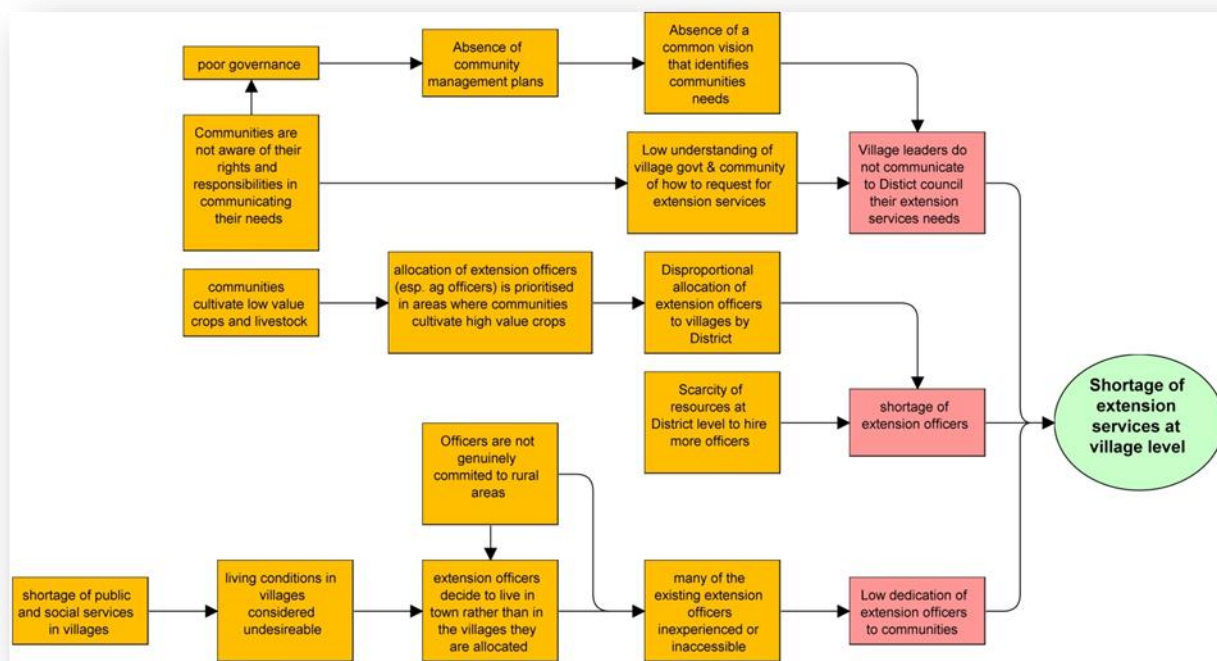 poor governance
Absence of
community
management plans
Absence of a
common vision
that identifies
communities
needs
Communities are
not aware of their
rights and
responsibilities in
communicating
their needs
Low understanding of
village govt & community
of how to request for
extension services
Village leaders do
not communicate
to Distict council
their extension
services needs
communities
cultivate low value
crops and livestock
allocation of extension officers
(esp. ag officers) is prioritised
in areas where communities
cultivate high value crops
Disproportional
allocation of
extension officers
to villages by
District
Scarcity of
resources at
District level to hire
more officers
shortage of
extension officers
Shortage of
extension
services at
village level
Officers are not
genuinely
commited to rural
areas
shortage of public
and social services
in villages
living conditions in
villages
considered
undesireable
extension officers
decide to live in
town rather than in
the villages they
are allocated
many of the
existing extension
officers
inexperienced or
inaccessible
Low dedication of
extension officers
to communities